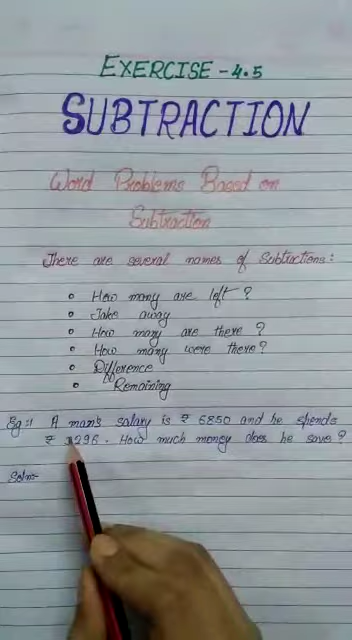 EXERCISE-4.5
SUBTRACTION
Word Problems Based on
Subtraction
There are several names of Subtractions:
How many are left?
Take away
How many are there?
How many were there?
Difference
Remaining
Eg:1 A man's salary is ₹ 6850 and he spends
₹ 1296. How much money does he save?
Soln:-